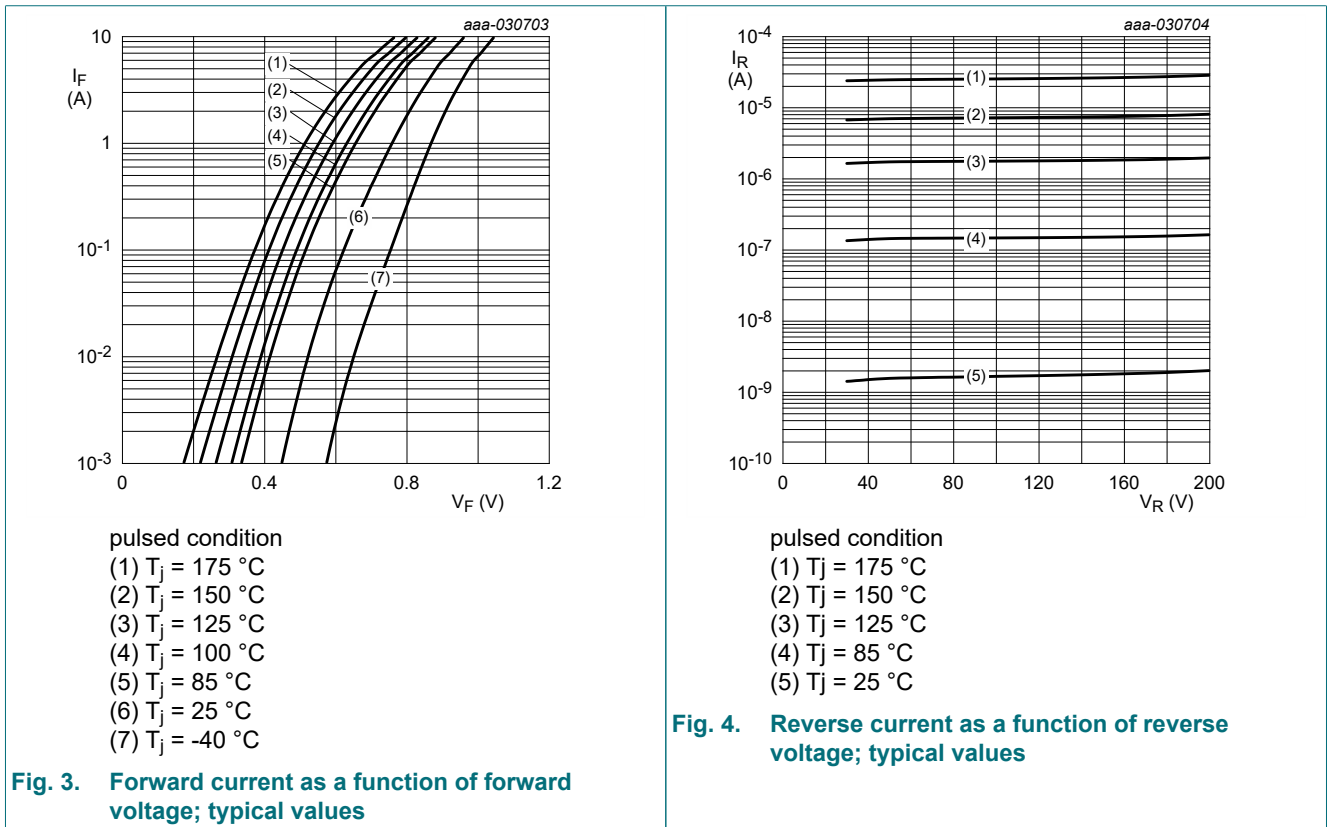 aaa-030703
10
I_F
(A)
1
10^-1
10^-2
10^-3
(1)
(2)
(3)
(4)
(5)
(6)
(7)
0 0.4 0.8 1.2
V_F (V)
pulsed condition
(1) T_j = 175 °C
(2) T_j = 150 °C
(3) T_j = 125 °C
(4) T_j = 100 °C
(5) T_j = 85 °C
(6) T_j = 25 °C
(7) T_j = -40 °C
Fig. 3. Forward current as a function of forward
voltage; typical values
aaa-030704
10^-4
I_R
(A)
10^-5
10^-6
10^-7
10^-8
10^-9
10^-10
(1)
(2)
(3)
(4)
(5)
0 40 80 120 160 200
V_R (V)
pulsed condition
(1) Tj = 175 °C
(2) Tj = 150 °C
(3) Tj = 125 °C
(4) Tj = 85 °C
(5) Tj = 25 °C
Fig. 4. Reverse current as a function of reverse
voltage; typical values